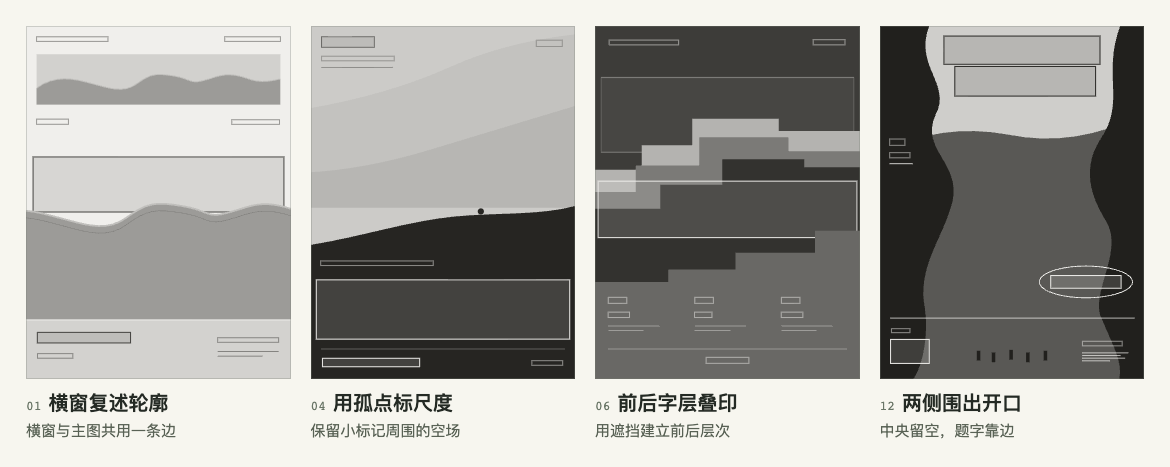 01 横窗复述轮廓
横窗与主图共用一条边
04 用孤点标尺度
保留小标记周围的空场
06 前后字层叠印
用遮挡建立前后层次
12 两侧围出开口
中央留空，题字靠边